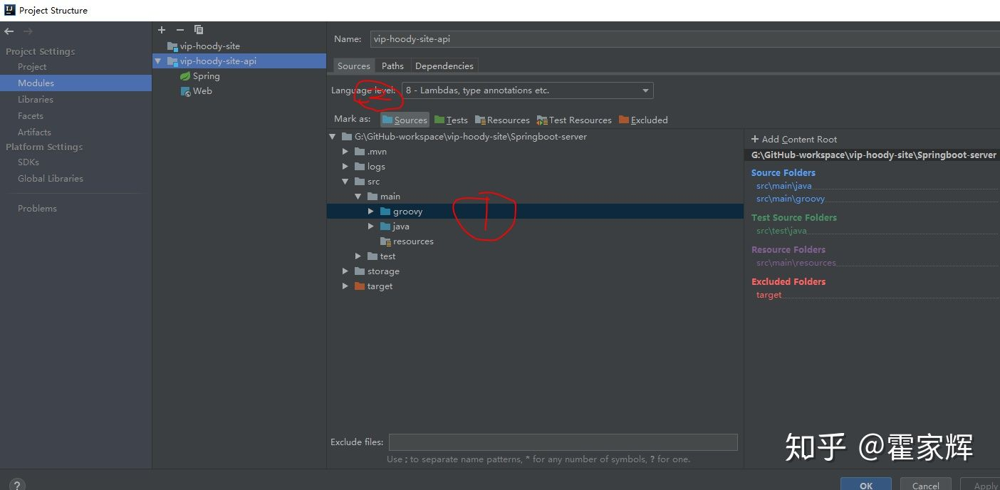 Project Structure
Project Settings
Project
Modules
Libraries
Facets
Artifacts
Platform Settings
SDKs
Global Libraries
Problems
vip-hoody-site
vip-hoody-site-api
Spring
Web
Name: vip-hoody-site-api
Sources Paths Dependencies
Language level: 8 - Lambdas, type annotations etc.
2
Mark as: Sources Tests Resources Test Resources Excluded
G:\GitHub-workspace\vip-hoody-site\Springboot-server
.mvn
logs
src
main
groovy
1
java
resources
test
storage
target
+ Add Content Root
G:\GitHub-workspace\vip-hoody-site\Springboot-server
Source Folders
src\main\java
src\main\groovy
Test Source Folders
src\test\java
Resource Folders
src\main\resources
Excluded Folders
target
Exclude files:
Use ; to separate name patterns, * for any number of symbols, ? for one.
知乎 @霍家辉
?
OK Cancel Apply